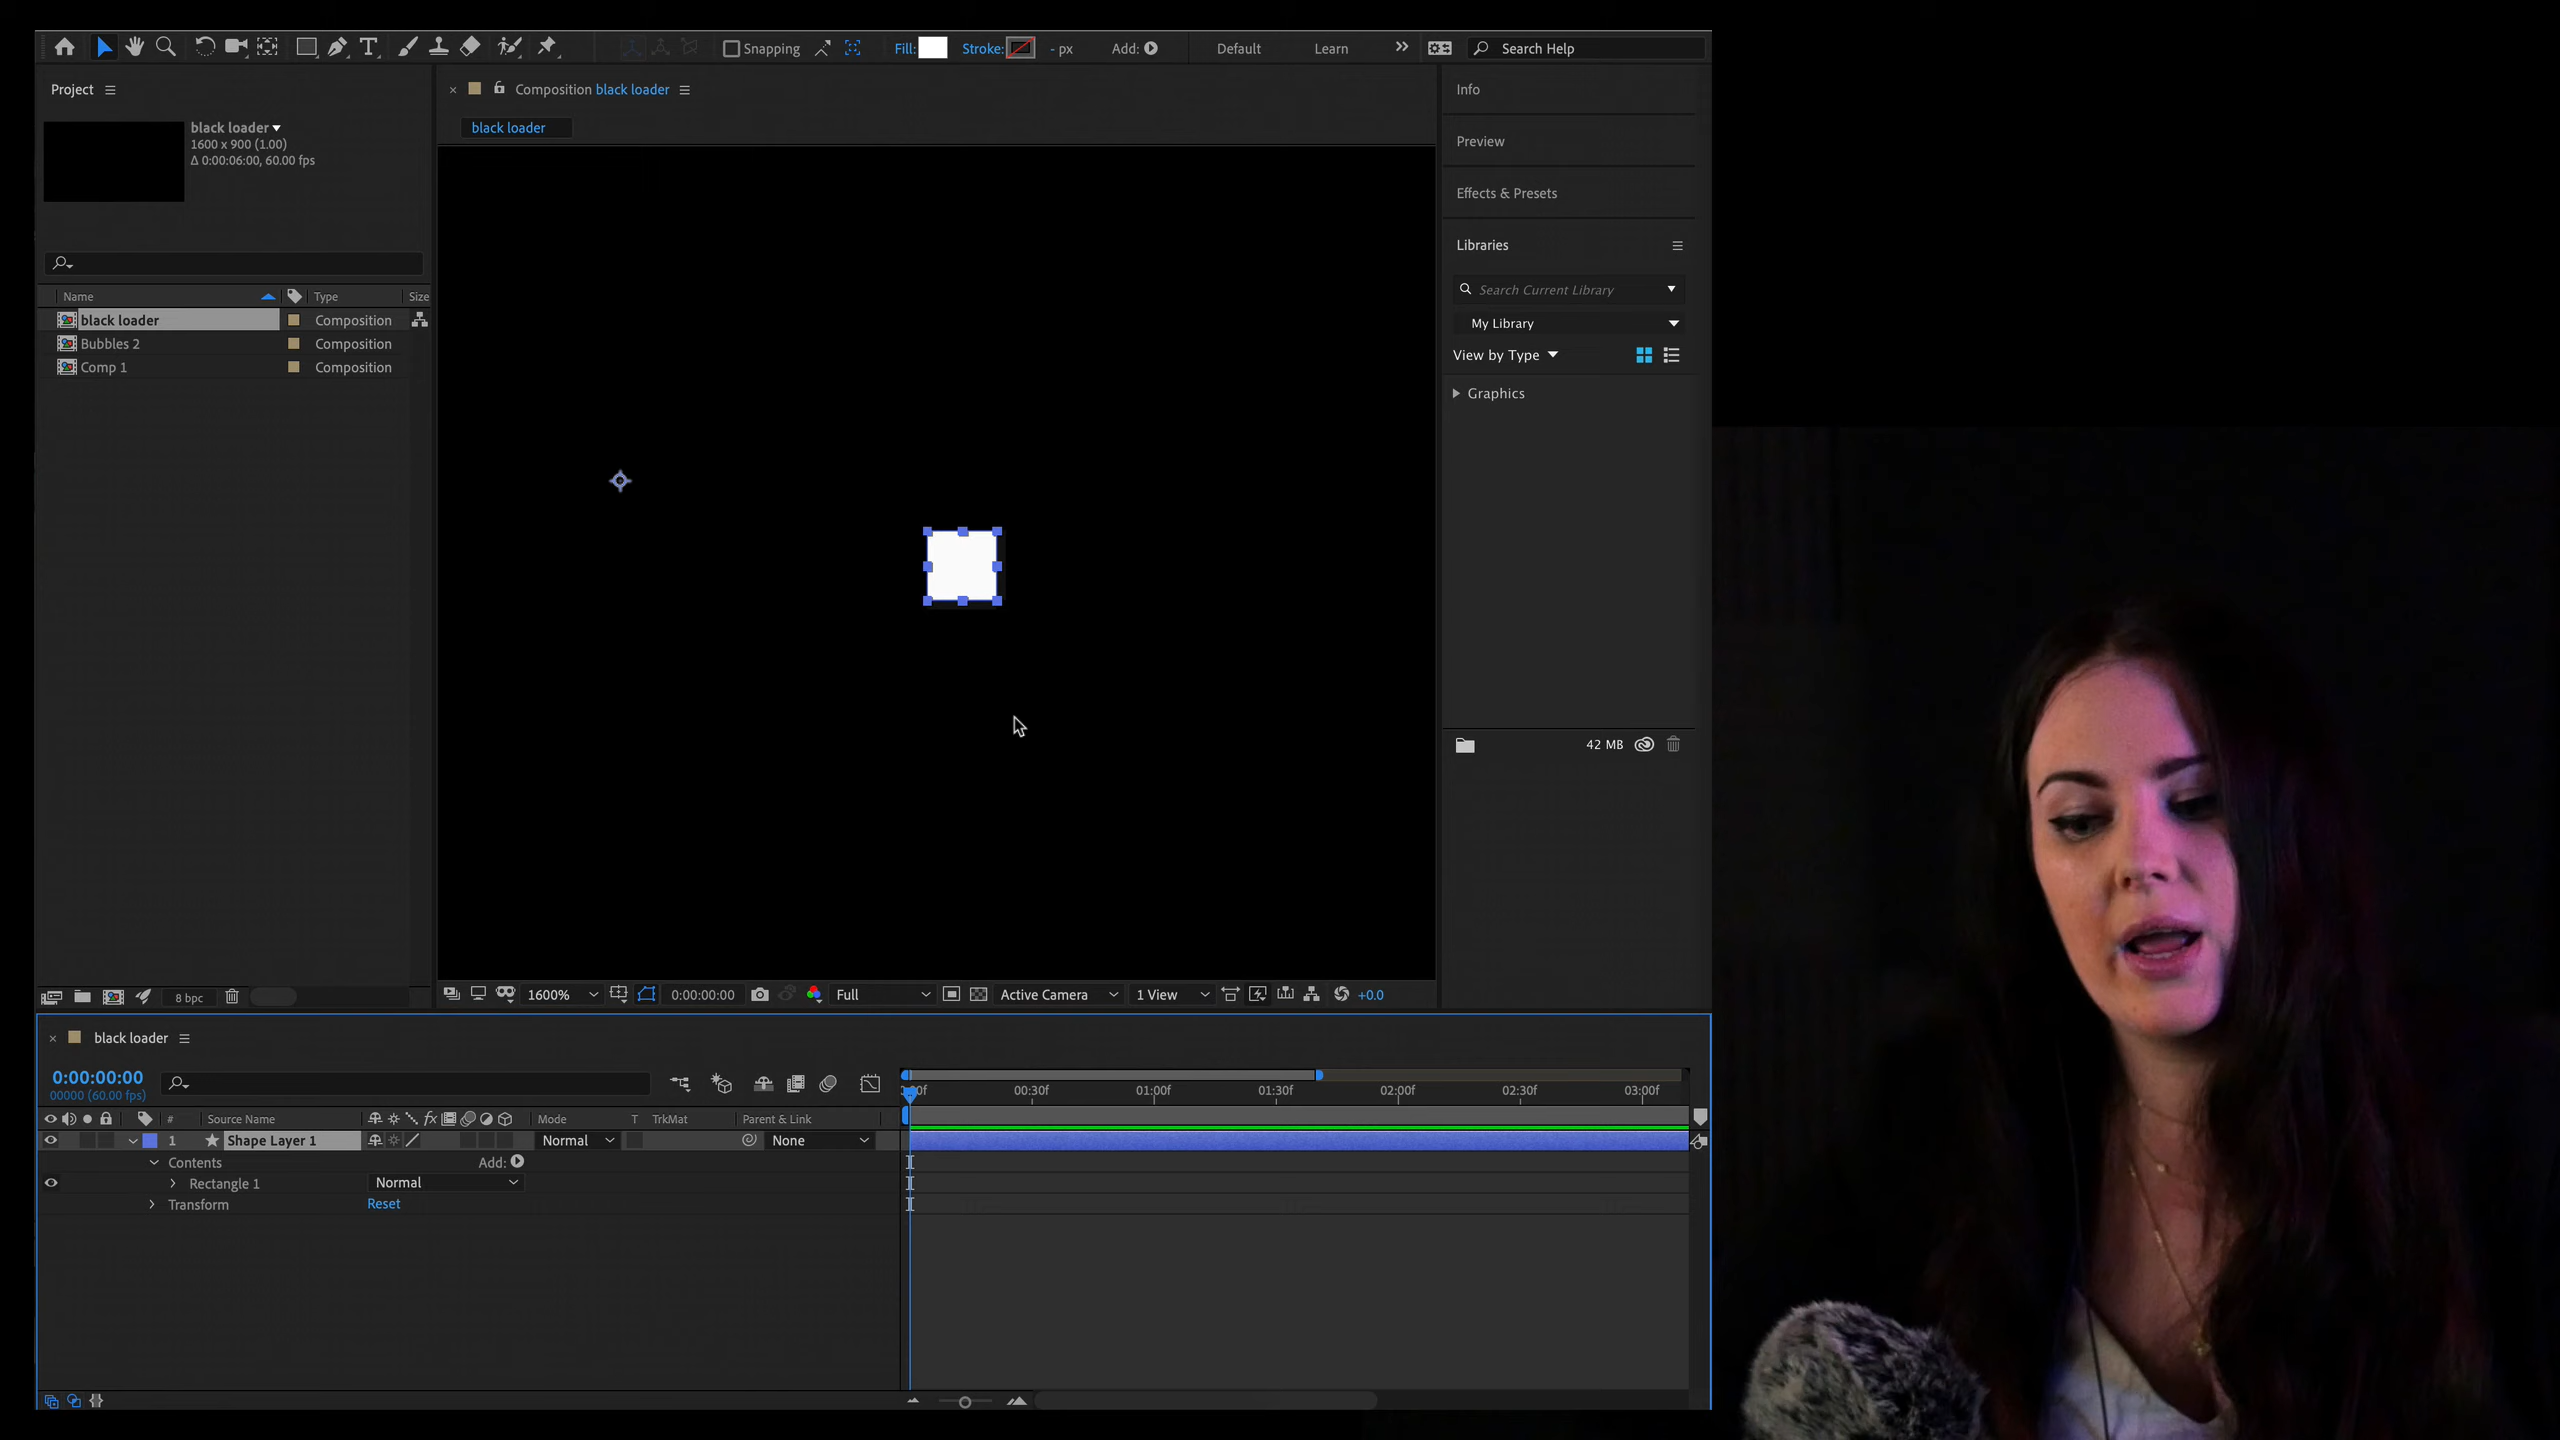 Snapping
Fill:
Stroke:
- px
Add:
Default
Learn
Search Help
Project
black loader
1600 x 900 (1.00)
Δ 0:00:06:00, 60.00 fps
Name
Type
Size
black loader
Composition
Bubbles 2
Composition
Comp 1
Composition
8 bpc
Composition black loader
black loader
1600%
0:00:00:00
Full
Active Camera
1 View
+0.0
Info
Preview
Effects & Presets
Libraries
Search Current Library
My Library
View by Type
Graphics
42 MB
black loader
0:00:00:00
00000 (60.00 fps)
00:30f
01:00f
01:30f
02:00f
02:30f
03:00f
#
Source Name
fx
Mode
T
TrkMat
Parent & Link
1
Shape Layer 1
Normal
None
Contents
Add:
Rectangle 1
Normal
Transform
Reset